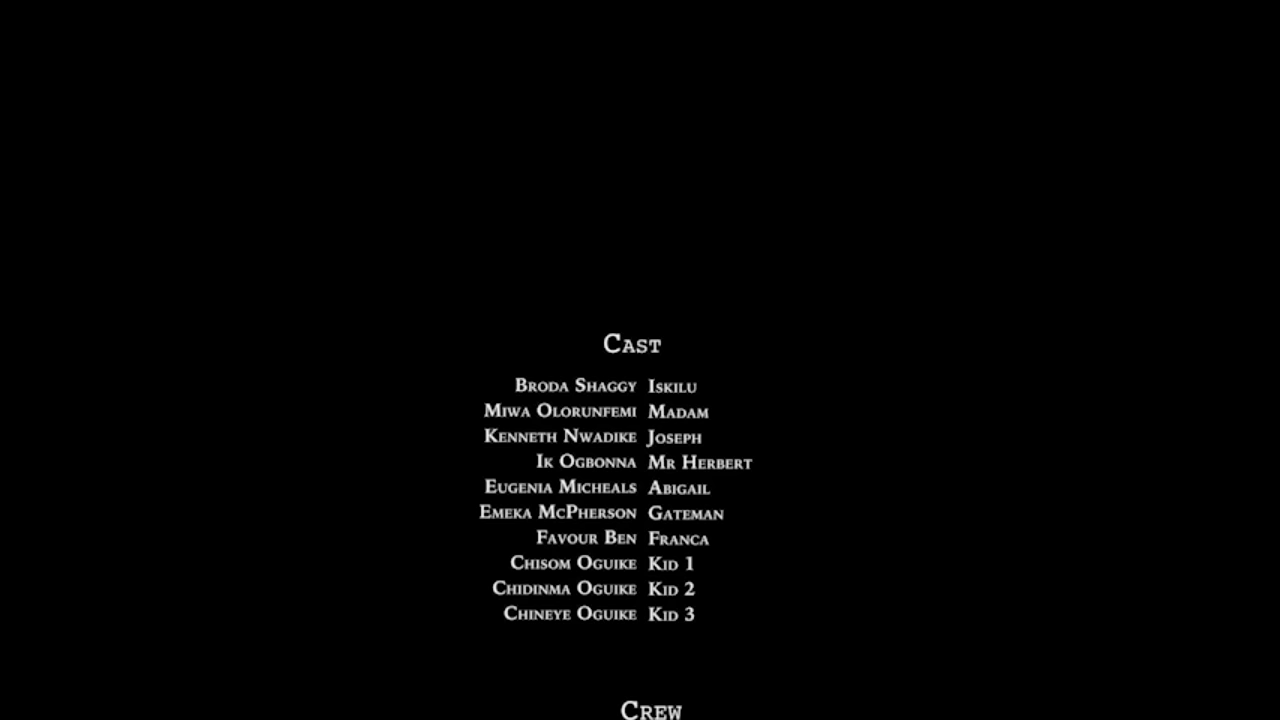 Cast
Broda Shaggy Iskilu
Miwa Olorunfemi Madam
Kenneth Nwadike Joseph
Ik Ogbonna Mr Herbert
Eugenia Micheals Abigail
Emeka McPherson Gateman
Favour Ben Franca
Chisom Oguike Kid 1
Chidinma Oguike Kid 2
Chineye Oguike Kid 3
Crew